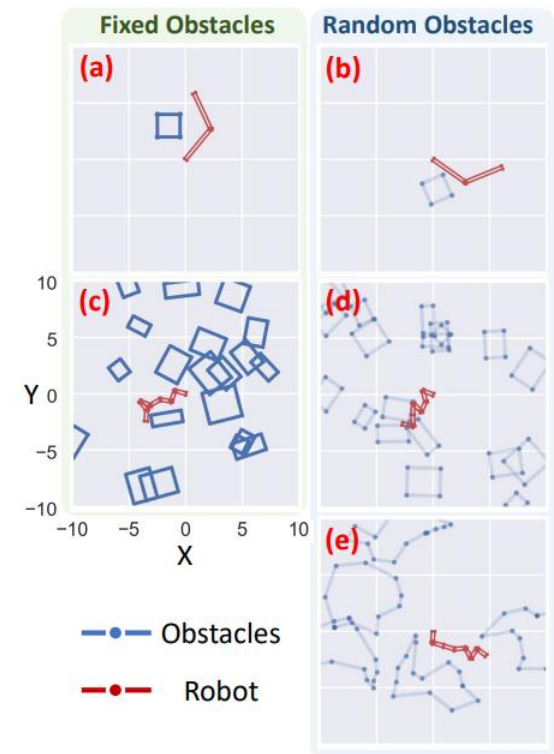 Fixed Obstacles
Random Obstacles
(a)
(b)
(c)
(d)
10
5
Y
0
−5
−10
−10
−5
0
5
10
X
(e)
Obstacles
Robot